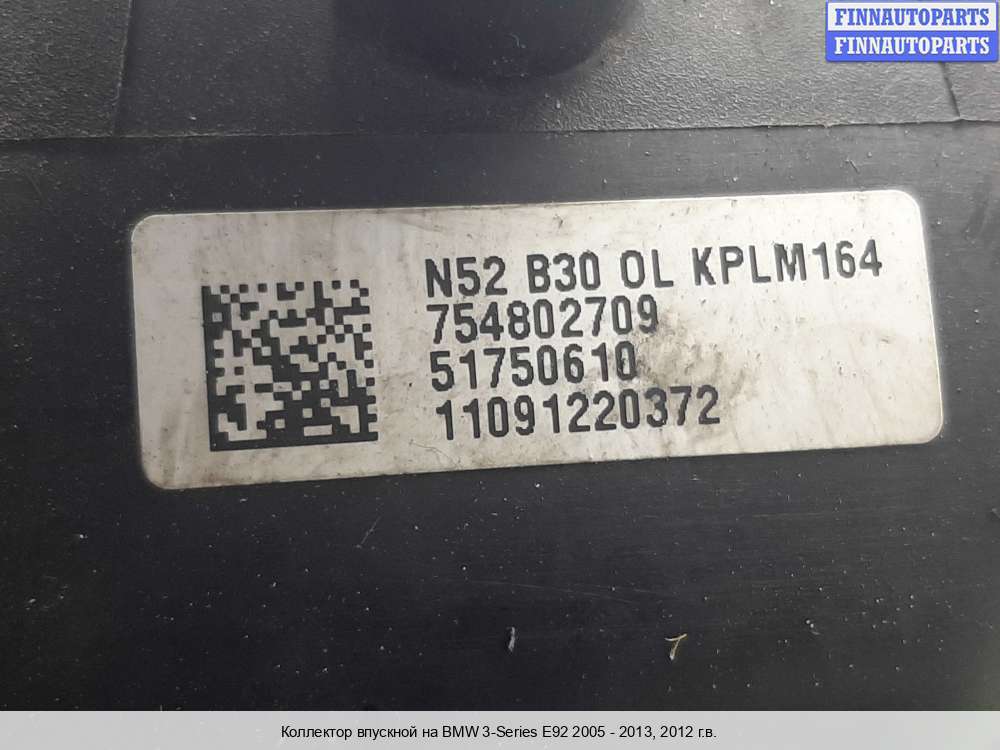 FINNAUTOPARTS
FINNAUTOPARTS
N52 B30 OL KPLM164
754802709
51750610
11091220372
Коллектор впускной на BMW 3-Series E92 2005 - 2013, 2012 г.в.